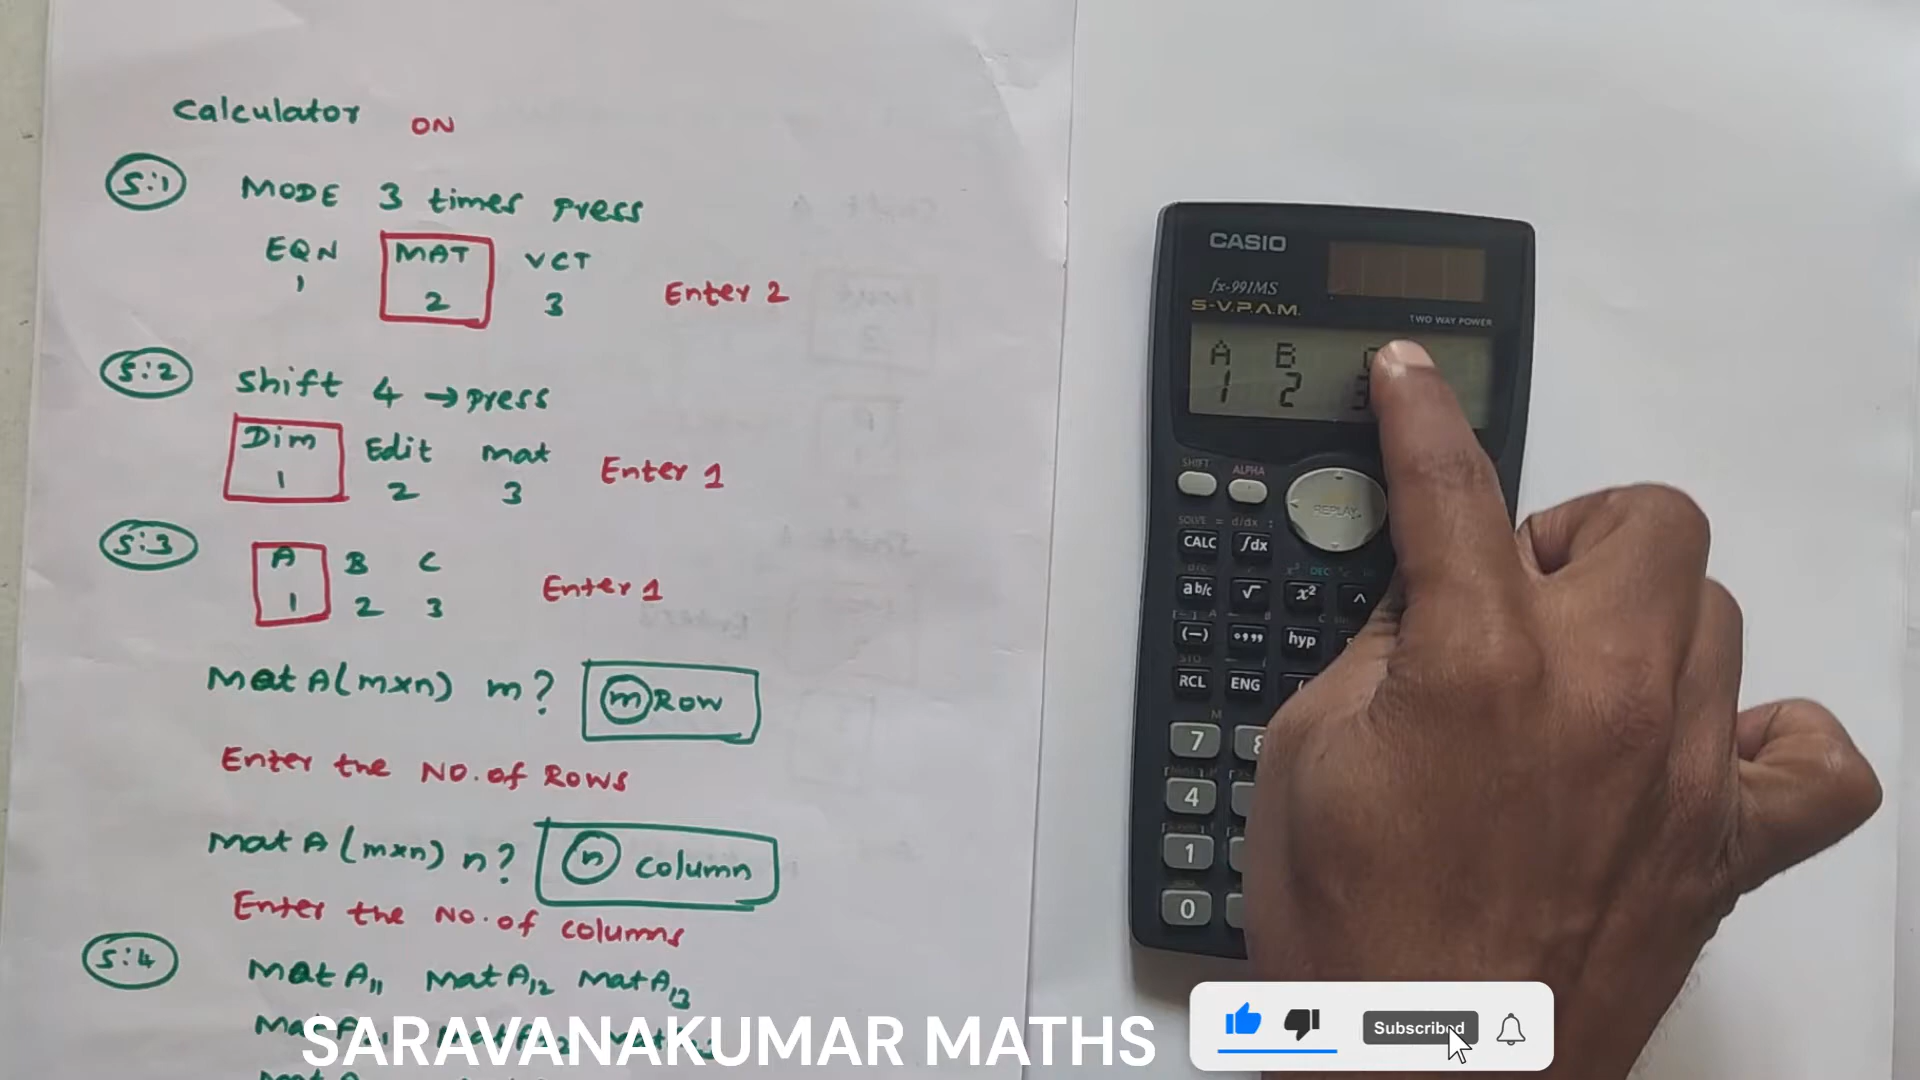 Calculator ON
S:1 MODE 3 times press
EQN MAT VCT
1 2 3 Enter 2
S:2 Shift 4 → press
Dim Edit mat
1 2 3 Enter 1
S:3 A B C
1 2 3 Enter 1
Mat A(m×n) m? m Row
Enter the No. of Rows
Mat A(m×n) n? n column
Enter the No. of columns
S:4 Mat A11 Mat A12 Mat A13
CASIO
fx-991MS
S-V.P.A.M.
TWO WAY POWER
A B
1 2 3
SHIFT ALPHA
REPLAY
SOLVE = d/dx :
CALC ∫dx
ab/c √ x² ^
(−) °,,, hyp
STO
RCL ENG (
M
7
4
1
0
SARAVANAKUMAR MATHS
Subscribed